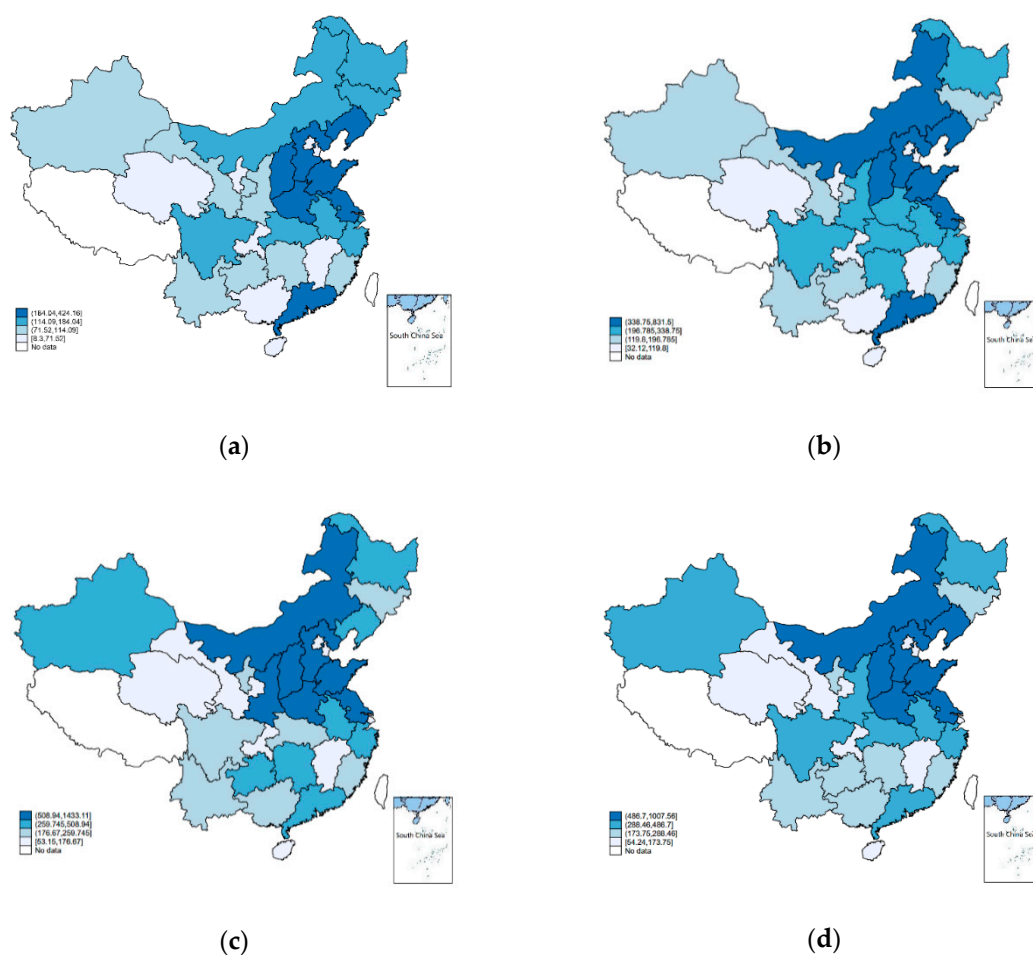 (184.04,424.16]
(114.09,184.04]
(71.52,114.09]
[8.3,71.52]
No data
South China Sea
(a)
(338.75,831.5]
(196.785,338.75]
(119.8,196.785]
[32.12,119.8]
No data
South China Sea
(b)
(508.94,1433.11]
(259.745,508.94]
(176.67,259.745]
[53.15,176.67]
No data
South China Sea
(c)
(486.7,1007.56]
(288.46,486.7]
(173.75,288.46]
[54.24,173.75]
No data
South China Sea
(d)